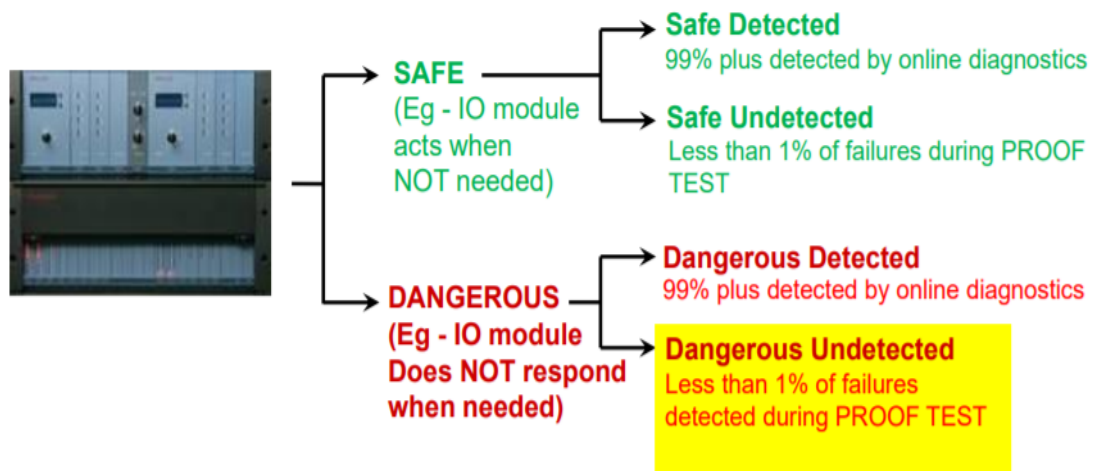 SAFE
(Eg - IO module
acts when
NOT needed)
Safe Detected
99% plus detected by online diagnostics
Safe Undetected
Less than 1% of failures during PROOF
TEST
DANGEROUS
(Eg - IO module
Does NOT respond
when needed)
Dangerous Detected
99% plus detected by online diagnostics
Dangerous Undetected
Less than 1% of failures
detected during PROOF TEST